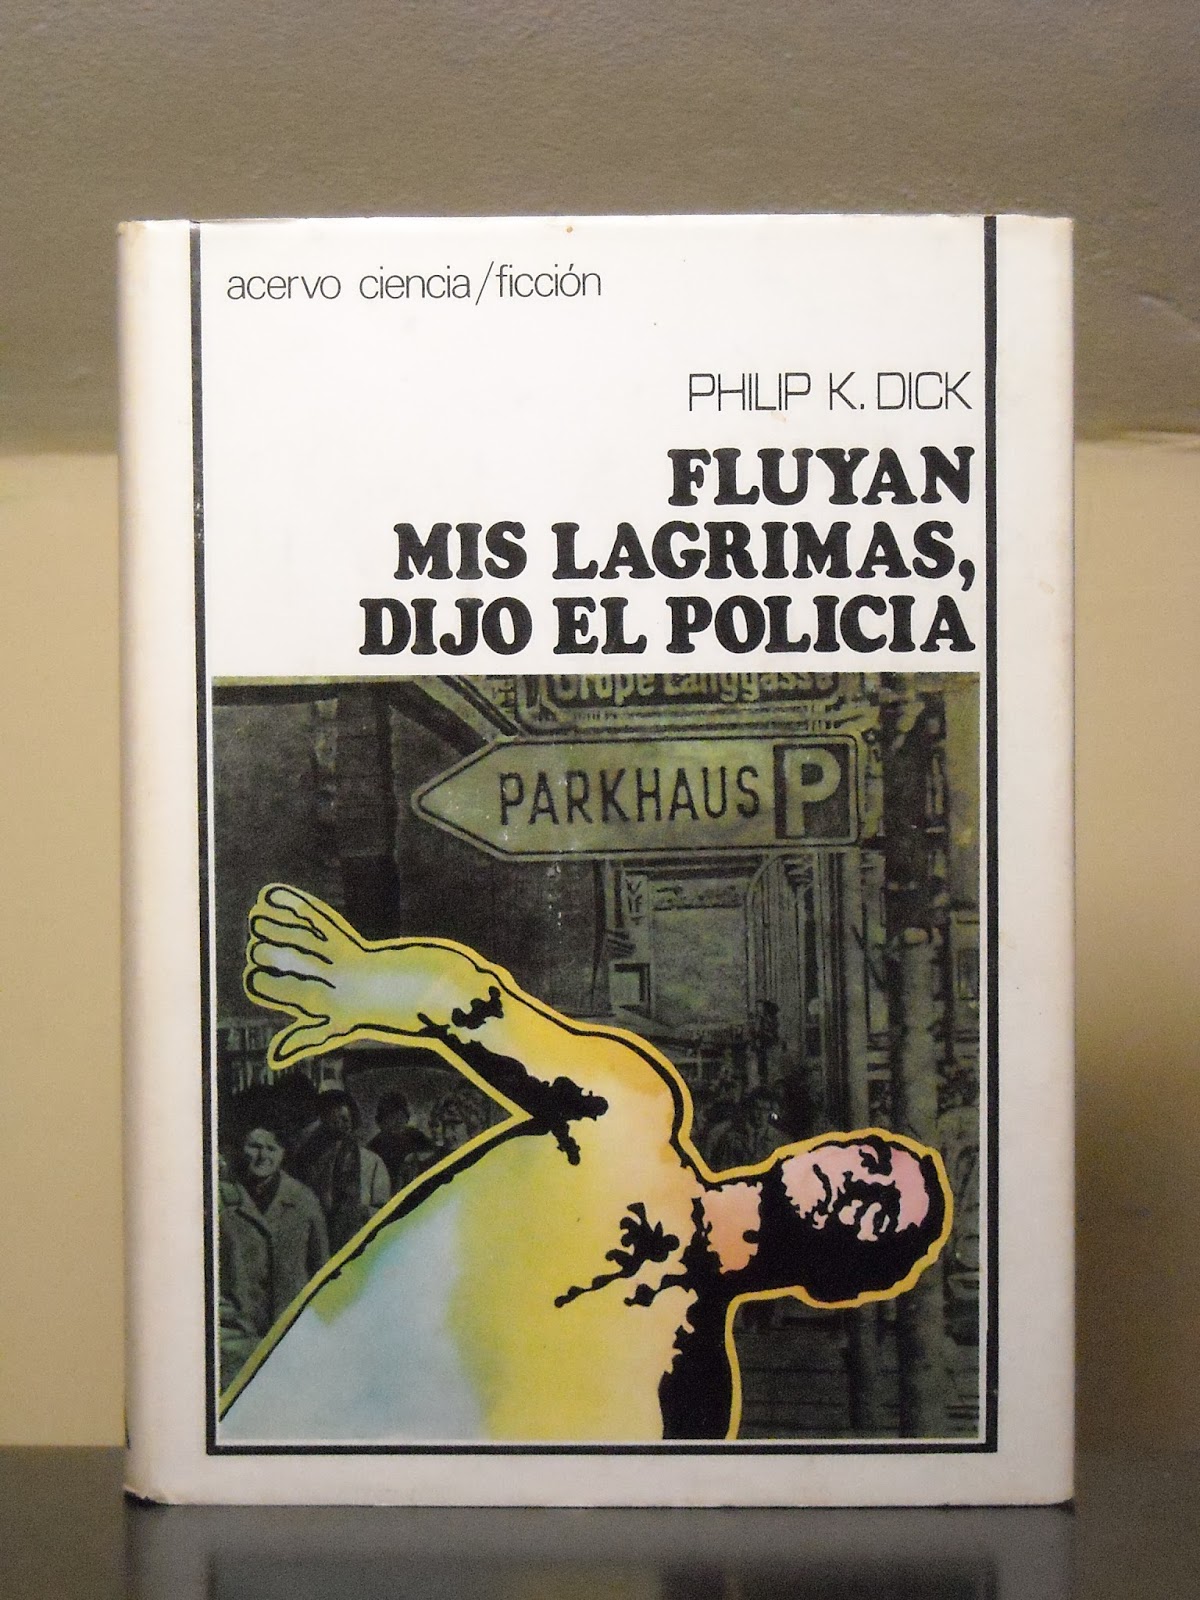 acervo ciencia/ficción
PHILIP K. DICK
FLUYAN
MIS LAGRIMAS,
DIJO EL POLICIA
PARKHAUS P